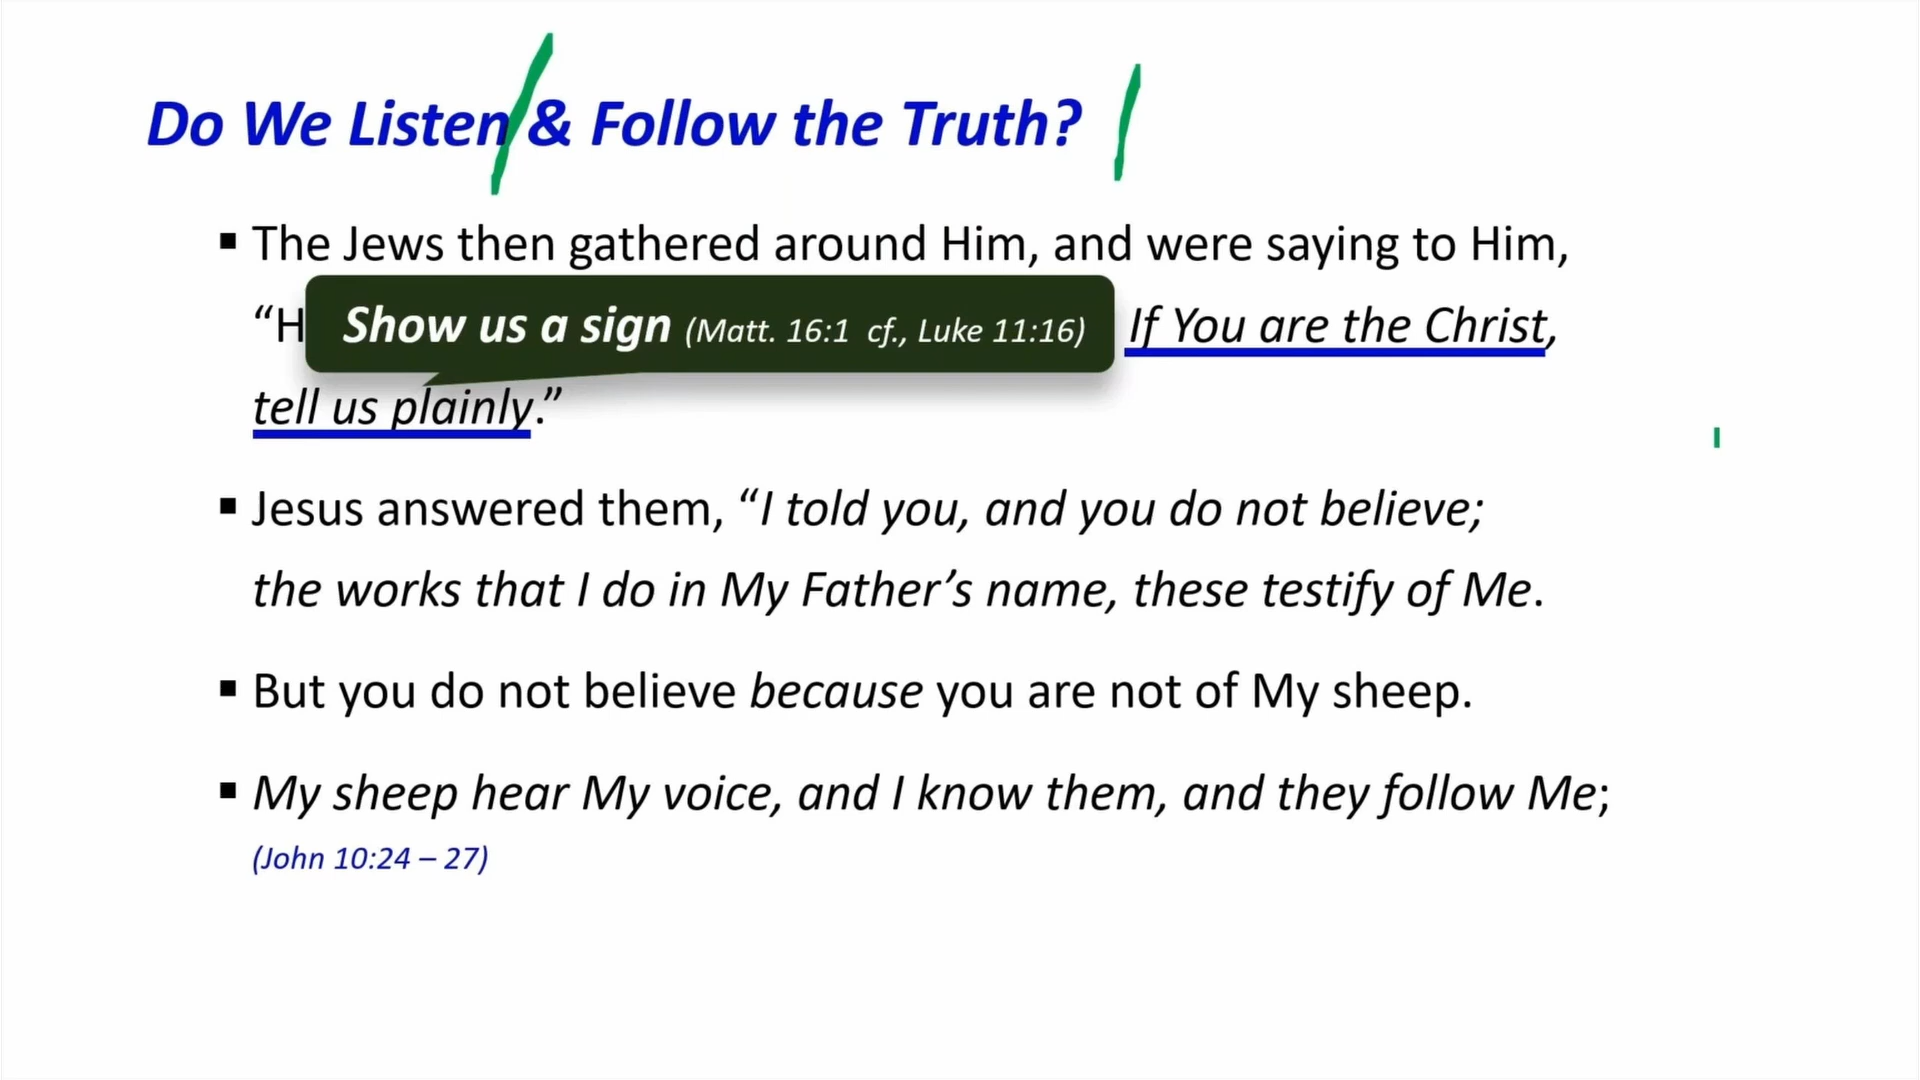 Do We Listen & Follow the Truth?
▪ The Jews then gathered around Him, and were saying to Him,
“H
Show us a sign (Matt. 16:1 cf., Luke 11:16)
If You are the Christ,
tell us plainly.”
▪ Jesus answered them, “I told you, and you do not believe;
the works that I do in My Father’s name, these testify of Me.
▪ But you do not believe because you are not of My sheep.
▪ My sheep hear My voice, and I know them, and they follow Me;
(John 10:24 – 27)